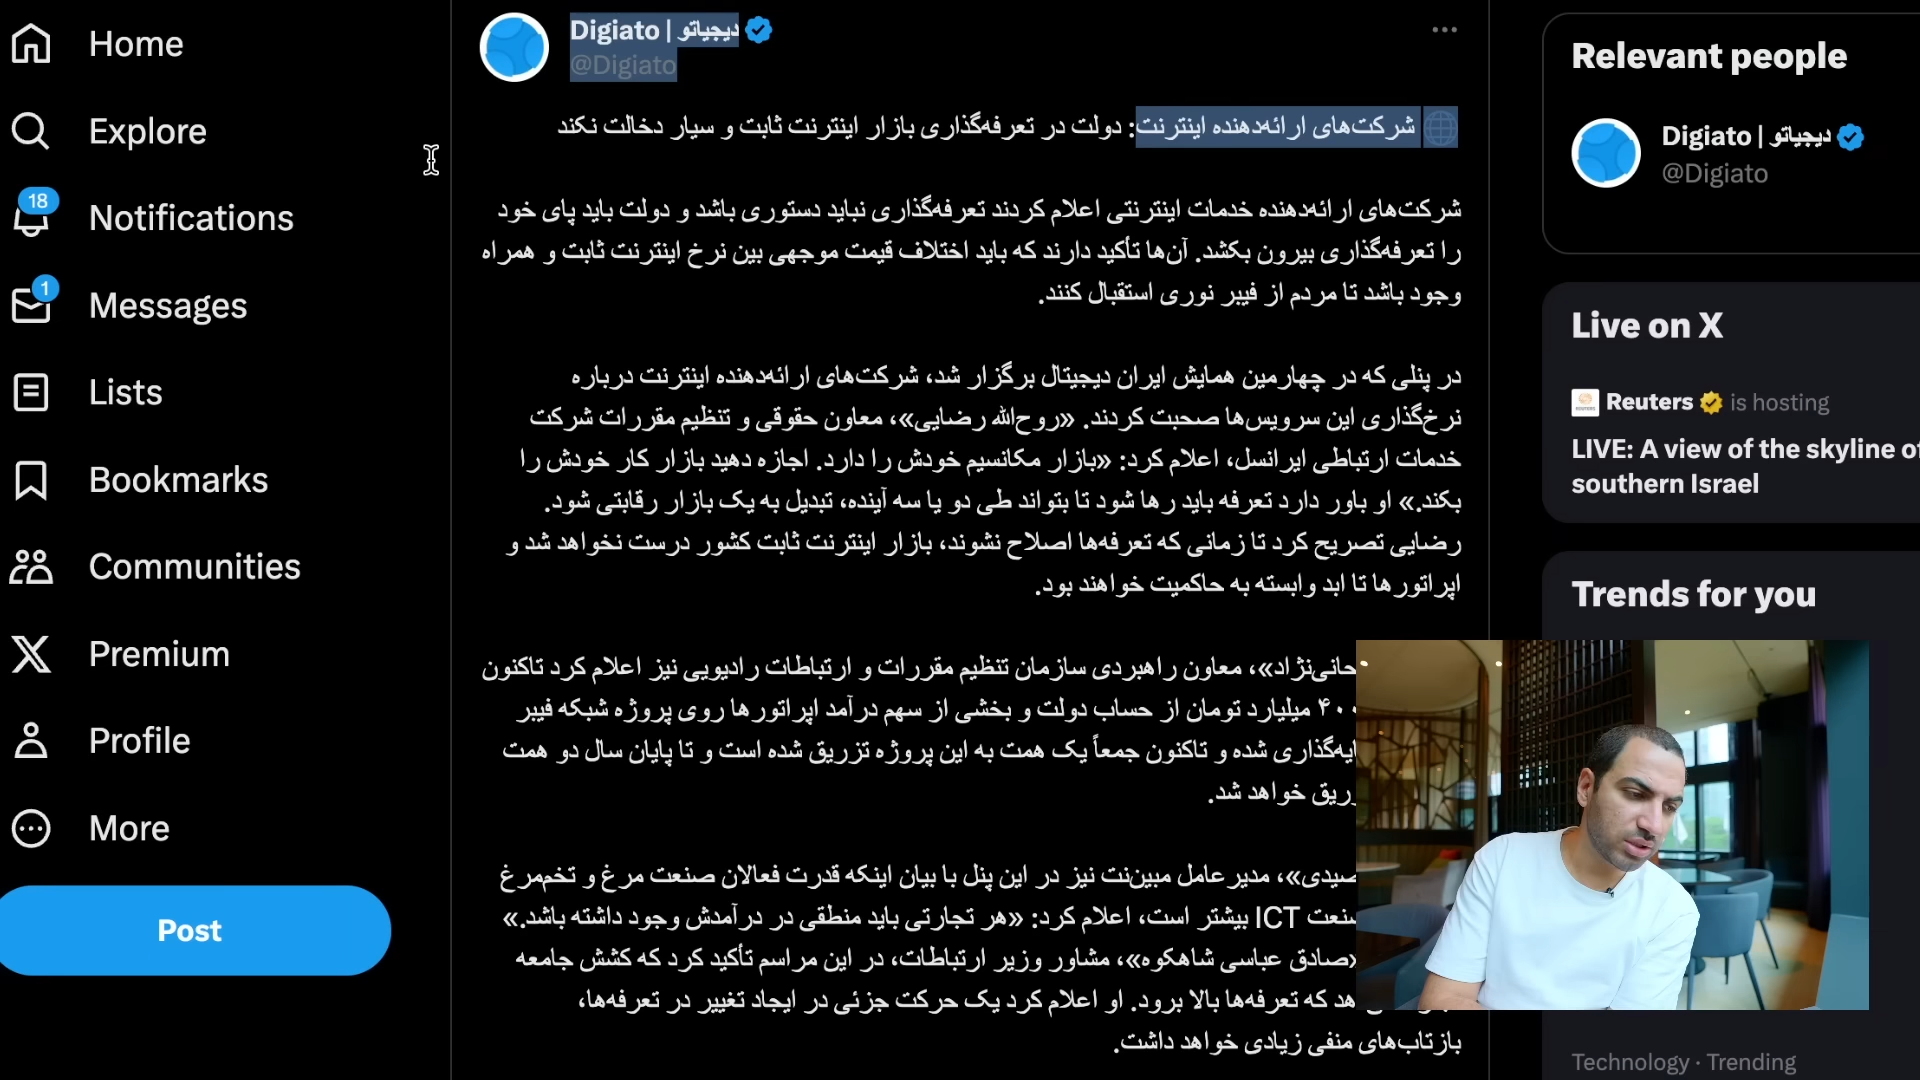 Home
Explore
18
Notifications
1
Messages
Lists
Bookmarks
Communities
Premium
Profile
More
Post
Digiato | دیجیاتو
@Digiato
شرکت‌های ارائه‌دهنده اینترنت: دولت در تعرفه‌گذاری بازار اینترنت ثابت و سیار دخالت نکند
شرکت‌های ارائه‌دهنده خدمات اینترنتی اعلام کردند تعرفه‌گذاری نباید دستوری باشد و دولت باید پای خود
را تعرفه‌گذاری بیرون بکشد. آن‌ها تأکید دارند که باید اختلاف قیمت موجهی بین نرخ اینترنت ثابت و همراه
وجود باشد تا مردم از فیبر نوری استقبال کنند.
در پنلی که در چهارمین همایش ایران دیجیتال برگزار شد، شرکت‌های ارائه‌دهنده اینترنت درباره
نرخ‌گذاری این سرویس‌ها صحبت کردند. «روح‌الله رضایی»، معاون حقوقی و تنظیم مقررات شرکت
خدمات ارتباطی ایرانسل، اعلام کرد: «بازار مکانسیم خودش را دارد. اجازه دهید بازار کار خودش را
بکند.» او باور دارد تعرفه باید رها شود تا بتواند طی دو یا سه آینده، تبدیل به یک بازار رقابتی شود.
رضایی تصریح کرد تا زمانی که تعرفه‌ها اصلاح نشوند، بازار اینترنت ثابت کشور درست نخواهد شد و
اپراتورها تا ابد وابسته به حاکمیت خواهند بود.
حانی‌نژاد»، معاون راهبردی سازمان تنظیم مقررات و ارتباطات رادیویی نیز اعلام کرد تاکنون
میلیارد تومان از حساب دولت و بخشی از سهم درآمد اپراتورها روی پروژه شبکه فیبر
ایه‌گذاری شده و تاکنون جمعاً یک همت به این پروژه تزریق شده است و تا پایان سال دو همت
زریق خواهد شد.
صیدی»، مدیرعامل مبین‌نت نیز در این پنل با بیان اینکه قدرت فعالان صنعت مرغ و تخم‌مرغ
صنعت ICT بیشتر است، اعلام کرد: «هر تجارتی باید منطقی در درآمدش وجود داشته باشد.»
«صادق عباسی شاهکوه»، مشاور وزیر ارتباطات، در این مراسم تأکید کرد که کشش جامعه
هد که تعرفه‌ها بالا برود. او اعلام کرد یک حرکت جزئی در ایجاد تغییر در تعرفه‌ها،
بازتاب‌های منفی زیادی خواهد داشت.
Relevant people
Digiato | دیجیاتو
@Digiato
Live on X
Reuters is hosting
LIVE: A view of the skyline of
southern Israel
Trends for you
Technology · Trending